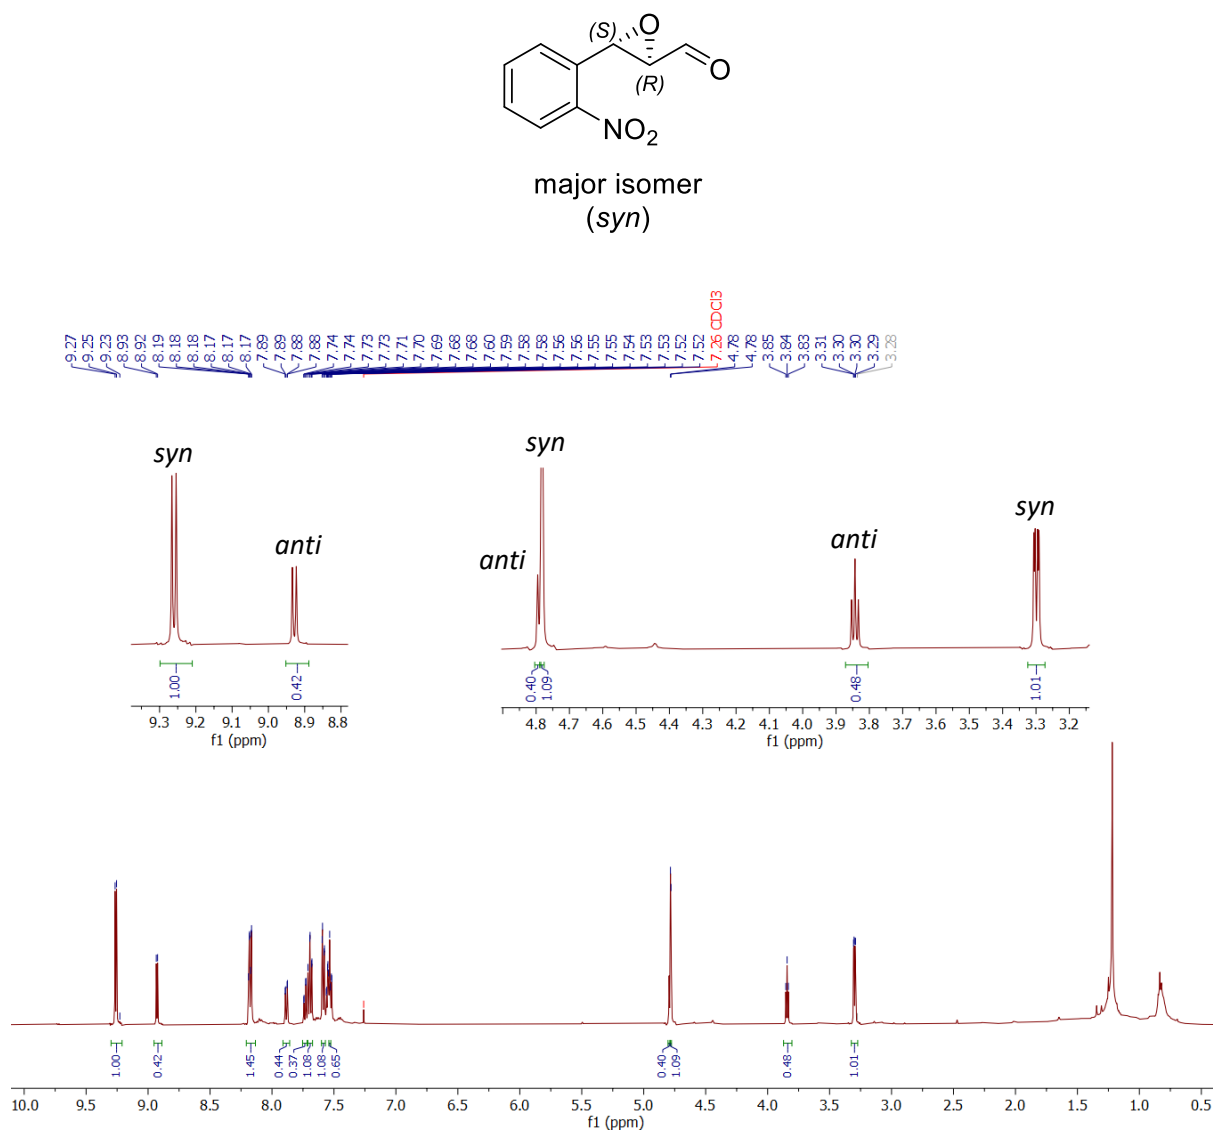 (S)
O
O
(R)
NO2
major isomer
(syn)
9.27 9.25 9.23 8.93 8.92 8.19 8.18 8.18 8.17 8.17 8.17 7.89 7.89 7.88 7.88 7.74 7.74 7.73 7.73 7.71 7.70 7.69 7.68 7.68 7.60 7.59 7.58 7.58 7.56 7.56 7.55 7.55 7.54 7.53 7.53 7.52 7.52 7.26 CDCl3 4.78 4.78 3.85 3.84 3.83 3.31 3.30 3.30 3.29 3.28
syn
anti
anti
syn
anti
syn
1.00 0.42
0.40 1.09 0.48 1.01
9.3 9.2 9.1 9.0 8.9 8.8
f1 (ppm)
4.8 4.7 4.6 4.5 4.4 4.3 4.2 4.1 4.0 3.9 3.8 3.7 3.6 3.5 3.4 3.3 3.2
f1 (ppm)
1.00 0.42 1.45 0.44 0.37 1.08 1.08 0.65 0.40 1.09 0.48 1.01
10.0 9.5 9.0 8.5 8.0 7.5 7.0 6.5 6.0 5.5 5.0 4.5 4.0 3.5 3.0 2.5 2.0 1.5 1.0 0.5
f1 (ppm)